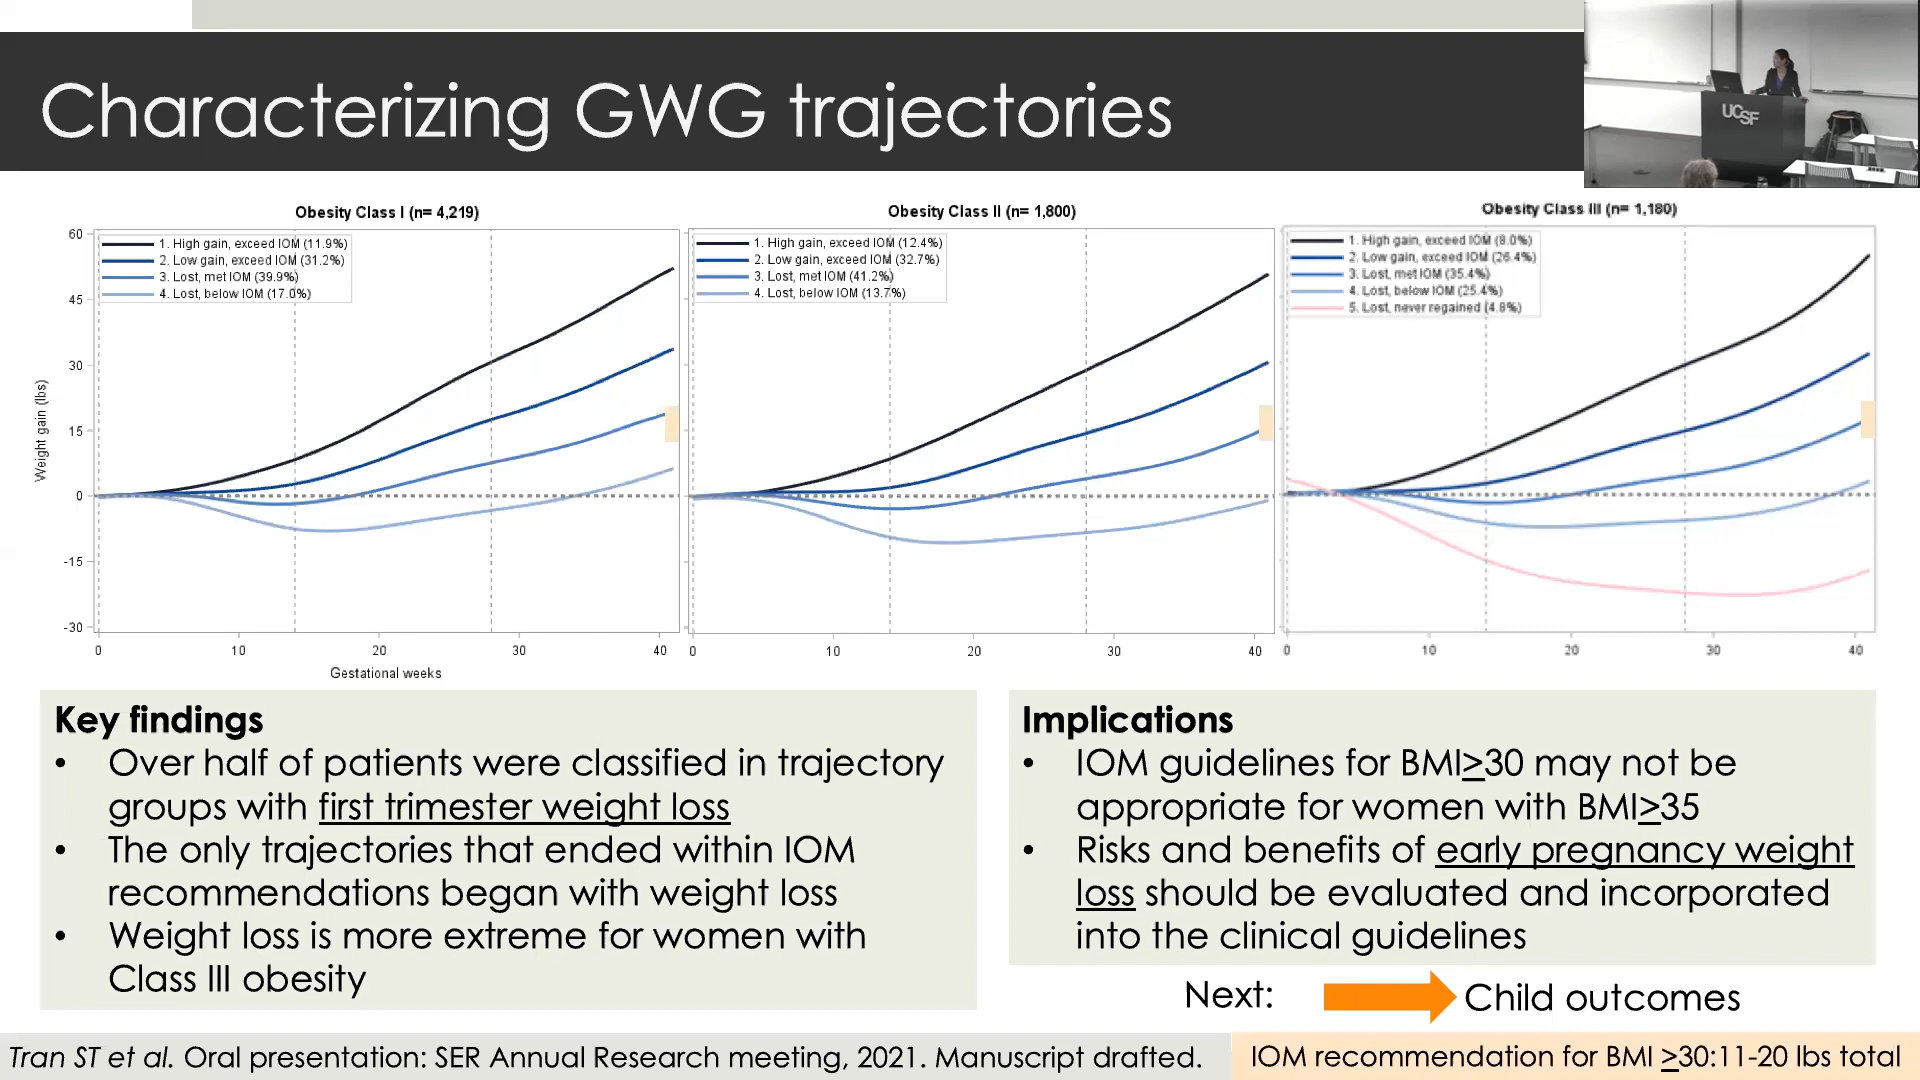 Characterizing GWG trajectories
UCSF
Obesity Class I (n= 4,219)
1. High gain, exceed IOM (11.9%)
2. Low gain, exceed IOM (31.2%)
3. Lost, met IOM (39.9%)
4. Lost, below IOM (17.0%)
60
45
30
15
0
-15
-30
Weight gain (lbs)
0 10 20 30 40
Gestational weeks
Obesity Class II (n= 1,800)
1. High gain, exceed IOM (12.4%)
2. Low gain, exceed IOM (32.7%)
3. Lost, met IOM (41.2%)
4. Lost, below IOM (13.7%)
0 10 20 30 40
Obesity Class III (n= 1,180)
1. High gain, exceed IOM (8.0%)
2. Low gain, exceed IOM (26.4%)
3. Lost, met IOM (35.4%)
4. Lost, below IOM (25.4%)
5. Lost, never regained (4.8%)
0 10 20 30 40
Key findings
• Over half of patients were classified in trajectory
groups with first trimester weight loss
• The only trajectories that ended within IOM
recommendations began with weight loss
• Weight loss is more extreme for women with
Class III obesity
Implications
• IOM guidelines for BMI≥30 may not be
appropriate for women with BMI≥35
• Risks and benefits of early pregnancy weight
loss should be evaluated and incorporated
into the clinical guidelines
Next: Child outcomes
Tran ST et al. Oral presentation: SER Annual Research meeting, 2021. Manuscript drafted.
IOM recommendation for BMI ≥30:11-20 lbs total